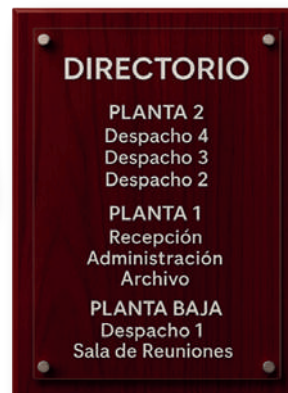 DIRECTORIO
PLANTA 2
Despacho 4
Despacho 3
Despacho 2
PLANTA 1
Recepción
Administración
Archivo
PLANTA BAJA
Despacho 1
Sala de Reuniones